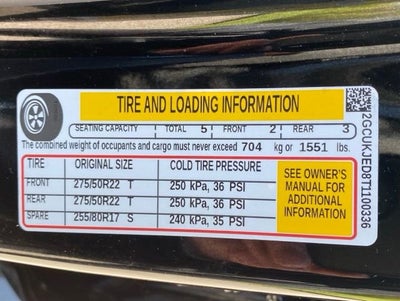 TIRE AND LOADING INFORMATION
SEATING CAPACITY TOTAL 5 FRONT 2 REAR 3
The combined weight of occupants and cargo must never exceed 704 kg or 1551 lbs.
TIRE ORIGINAL SIZE COLD TIRE PRESSURE
FRONT 275/50R22 T 250 kPa, 36 PSI
REAR 275/50R22 T 250 kPa, 36 PSI
SPARE 255/80R17 S 240 kPa, 35 PSI
SEE OWNER'S
MANUAL FOR
ADDITIONAL
INFORMATION
2GCUKJED8T1100336